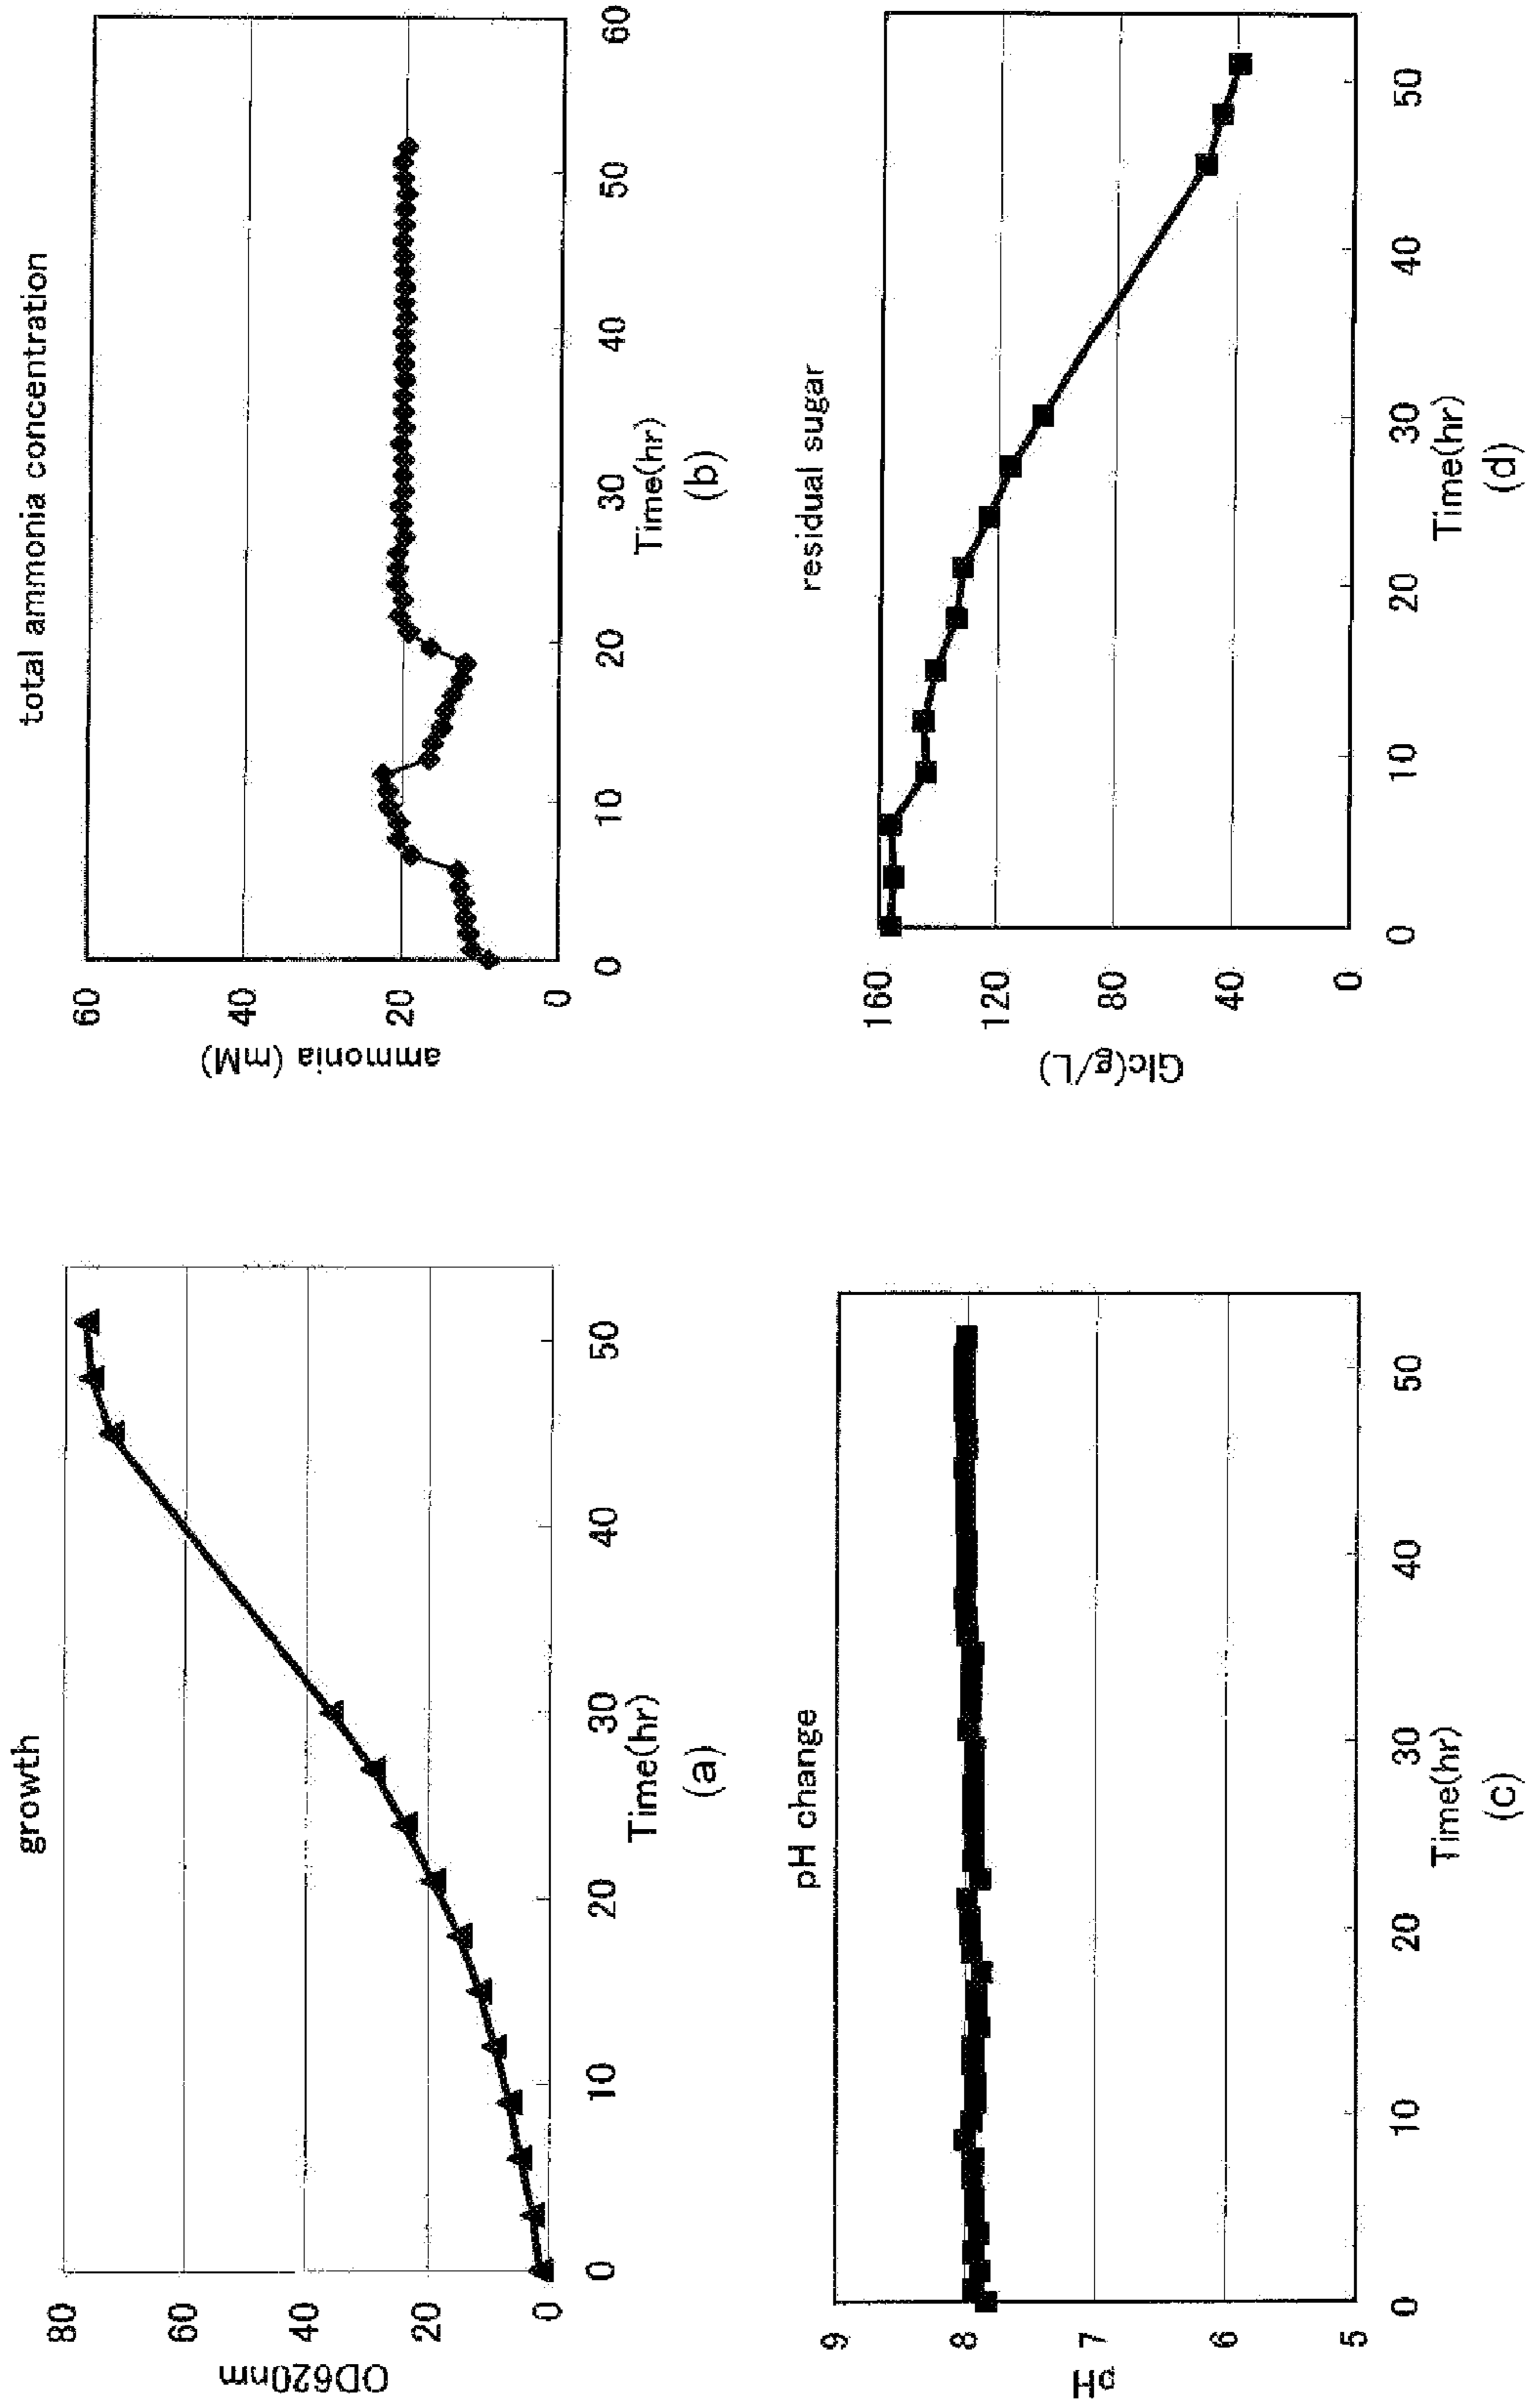 growth
80
60
40
20
0
OD620nm
0
10
20
30
40
50
Time(hr)
(a)
total ammonia concentration
60
40
20
0
ammonia (mM)
0
10
20
30
40
50
60
Time(hr)
(b)
pH change
9
8
7
6
5
pH
0
10
20
30
40
50
Time(hr)
(c)
residual sugar
160
120
80
40
0
Glc(g/L)
0
10
20
30
40
50
Time(hr)
(d)